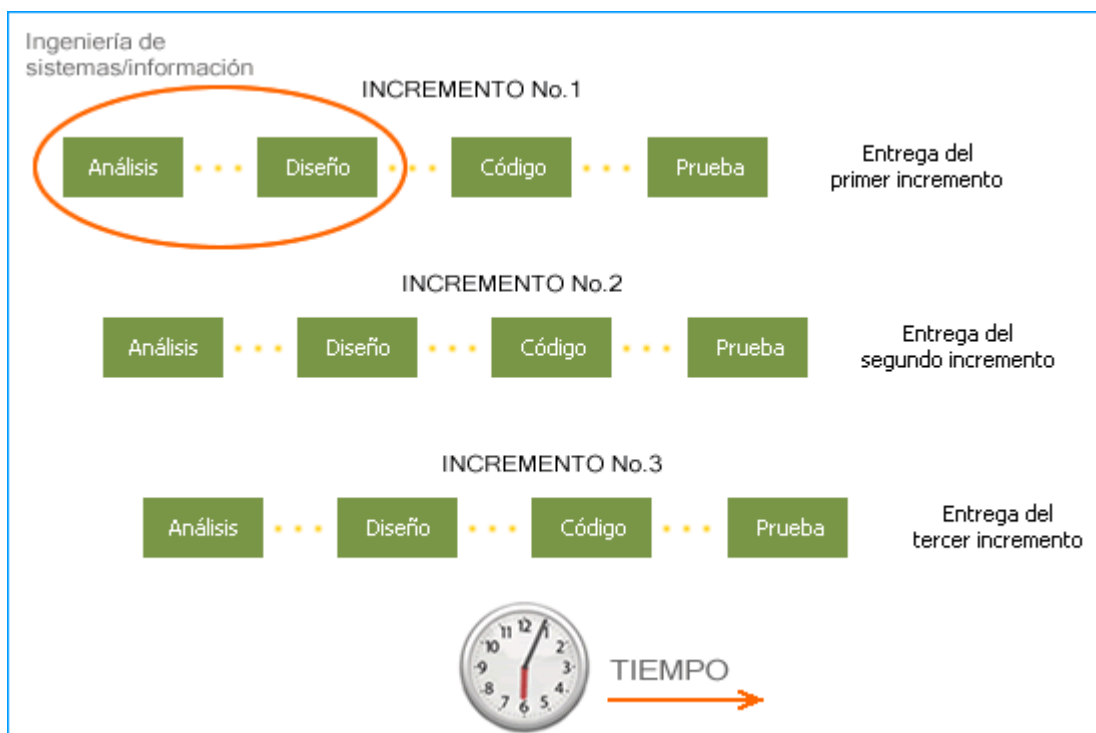 Ingeniería de
sistemas/información
INCREMENTO No.1
Análisis Diseño Código Prueba
Entrega del
primer incremento
INCREMENTO No.2
Análisis Diseño Código Prueba
Entrega del
segundo incremento
INCREMENTO No.3
Análisis Diseño Código Prueba
Entrega del
tercer incremento
12 1 2 3 4 5 6 7 8 9 10 11
TIEMPO